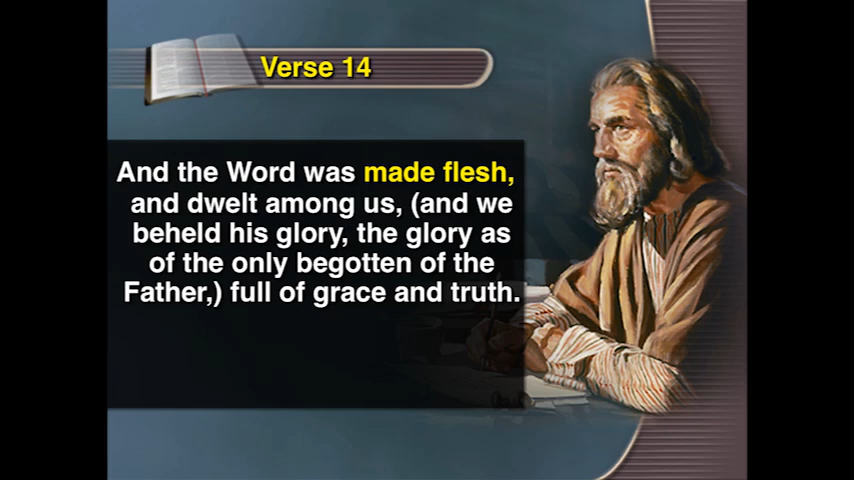 Verse 14
And the Word was made flesh,
and dwelt among us, (and we
beheld his glory, the glory as
of the only begotten of the
Father,) full of grace and truth.